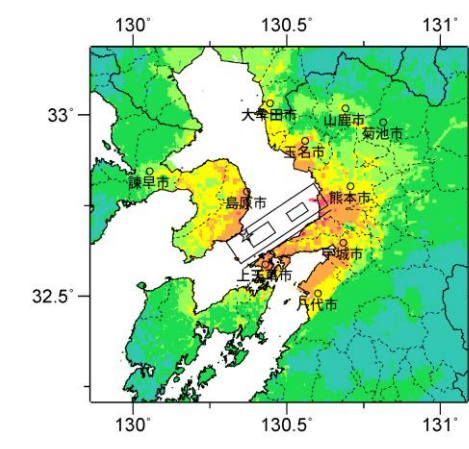 130˚
130.5˚
131˚
33˚
大牟田市
山鹿市
菊池市
玉名市
諫早市
島原市
熊本市
宇城市
上天草市
八代市
32.5˚
130˚
130.5˚
131˚